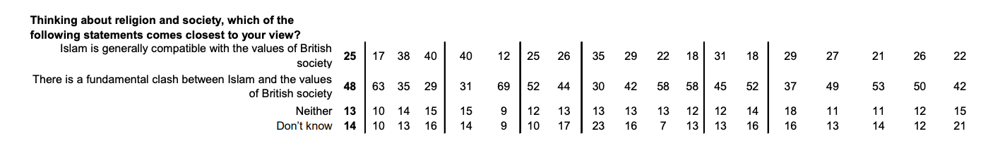 Thinking about religion and society, which of the
following statements comes closest to your view?
Islam is generally compatible with the values of British
society 25 17 38 40 40 12 25 26 35 29 22 18 31 18 29 27 21 26 22
There is a fundamental clash between Islam and the values
of British society 48 63 35 29 31 69 52 44 30 42 58 58 45 52 37 49 53 50 42
Neither 13 10 14 15 15 9 12 13 13 13 13 12 12 14 18 11 11 12 15
Don't know 14 10 13 16 14 9 10 17 23 16 7 13 13 16 16 13 14 12 21